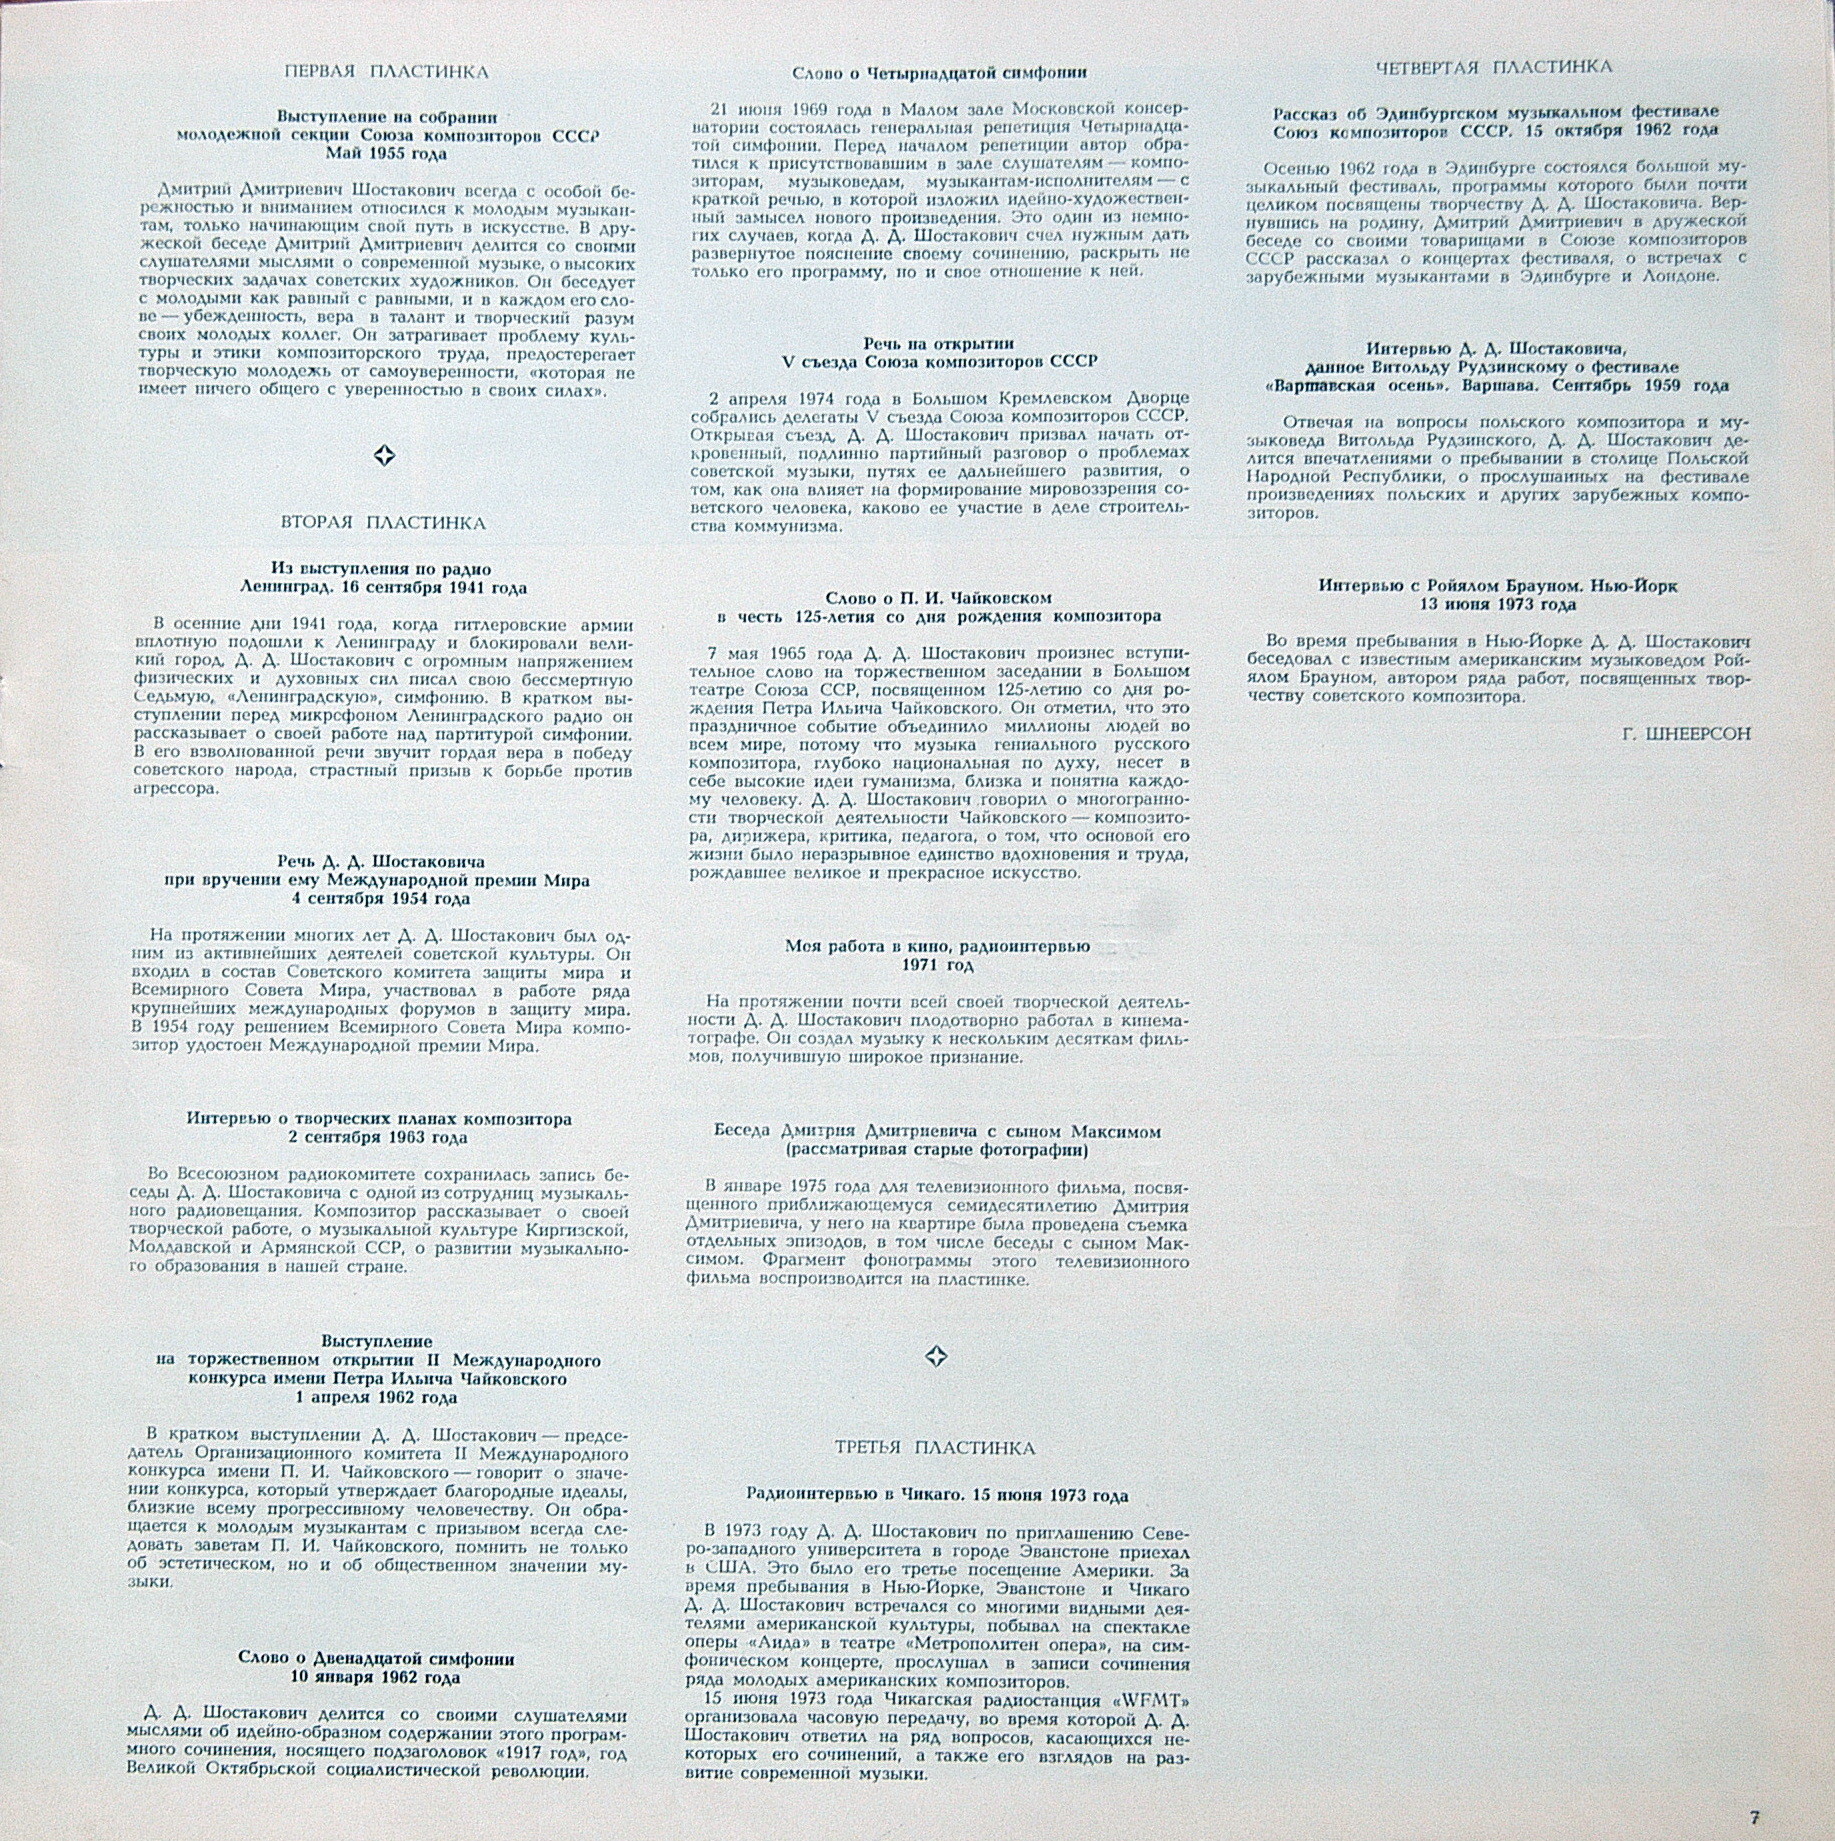 ПЕРВАЯ ПЛАСТИНКА
Выступление на собрании
молодежной секции Союза композиторов СССР
Май 1955 года
Дмитрий Дмитриевич Шостакович всегда с особой бе-
режностью и вниманием относился к молодым музыкан-
там, только начинающим свой путь в искусстве. В дру-
жеской беседе Дмитрий Дмитриевич делится со своими
слушателями мыслями о современной музыке, о высоких
творческих задачах советских художников. Он беседует
с молодыми как равный с равными, и в каждом его сло-
ве — убежденность, вера в талант и творческий разум
своих молодых коллег. Он затрагивает проблему куль-
туры и этики композиторского труда, предостерегает
творческую молодежь от самоуверенности, «которая не
имеет ничего общего с уверенностью в своих силах».
ВТОРАЯ ПЛАСТИНКА
Из выступления по радио
Ленинград. 16 сентября 1941 года
В осенние дни 1941 года, когда гитлеровские армии
вплотную подошли к Ленинграду и блокировали вели-
кий город, Д. Д. Шостакович с огромным напряжением
физических и духовных сил писал свою бессмертную
Седьмую, «Ленинградскую», симфонию. В кратком вы-
ступлении перед микрофоном Ленинградского радио он
рассказывает о своей работе над партитурой симфонии.
В его взволнованной речи звучит гордая вера в победу
советского народа, страстный призыв к борьбе против
агрессора.
Речь Д. Д. Шостаковича
при вручении ему Международной премии Мира
4 сентября 1954 года
На протяжении многих лет Д. Д. Шостакович был од-
ним из активнейших деятелей советской культуры. Он
входил в состав Советского комитета защиты мира и
Всемирного Совета Мира, участвовал в работе ряда
крупнейших международных форумов в защиту мира.
В 1954 году решением Всемирного Совета Мира компо-
зитор удостоен Международной премии Мира.
Интервью о творческих планах композитора
2 сентября 1963 года
Во Всесоюзном радиокомитете сохранилась запись бе-
седы Д. Д. Шостаковича с одной из сотрудниц музыкаль-
ного радиовещания. Композитор рассказывает о своей
творческой работе, о музыкальной культуре Киргизской,
Молдавской и Армянской ССР, о развитии музыкально-
го образования в нашей стране.
Выступление
на торжественном открытии II Международного
конкурса имени Петра Ильича Чайковского
1 апреля 1962 года
В кратком выступлении Д. Д. Шостакович — предсе-
датель Организационного комитета II Международного
конкурса имени П. И. Чайковского — говорит о значе-
нии конкурса, который утверждает благородные идеалы,
близкие всему прогрессивному человечеству. Он обра-
щается к молодым музыкантам с призывом всегда сле-
довать заветам П. И. Чайковского, помнить не только
об эстетическом, но и об общественном значении му-
зыки.
Слово о Двенадцатой симфонии
10 января 1962 года
Д. Д. Шостакович делится со своими слушателями
мыслями об идейно-образном содержании этого програм-
много сочинения, носящего подзаголовок «1917 год», год
Великой Октябрьской социалистической революции.
Слово о Четырнадцатой симфонии
21 июня 1969 года в Малом зале Московской консер-
ватории состоялась генеральная репетиция Четырнадца-
той симфонии. Перед началом репетиции автор обра-
тился к присутствовавшим в зале слушателям — компо-
зиторам, музыковедам, музыкантам-исполнителям — с
краткой речью, в которой изложил идейно-художествен-
ный замысел нового произведения. Это один из немно-
гих случаев, когда Д. Д. Шостакович счел нужным дать
развернутое пояснение своему сочинению, раскрыть не
только его программу, но и свое отношение к ней.
Речь на открытии
V съезда Союза композиторов СССР
2 апреля 1974 года в Большом Кремлевском Дворце
собрались делегаты V съезда Союза композиторов СССР.
Открывая съезд, Д. Д. Шостакович призвал начать от-
кровенный, подлинно партийный разговор о проблемах
советской музыки, путях ее дальнейшего развития, о
том, как она влияет на формирование мировоззрения со-
ветского человека, каково ее участие в деле строитель-
ства коммунизма.
Слово о П. И. Чайковском
в честь 125-летия со дня рождения композитора
7 мая 1965 года Д. Д. Шостакович произнес вступи-
тельное слово на торжественном заседании в Большом
театре Союза ССР, посвященном 125-летию со дня ро-
ждения Петра Ильича Чайковского. Он отметил, что это
праздничное событие объединило миллионы людей во
всем мире, потому что музыка гениального русского
композитора, глубоко национальная по духу, несет в
себе высокие идеи гуманизма, близка и понятна каждо-
му человеку. Д. Д. Шостакович говорил о многогранно-
сти творческой деятельности Чайковского — композито-
ра, дирижера, критика, педагога, о том, что основой его
жизни было неразрывное единство вдохновения и труда,
рождавшее великое и прекрасное искусство.
Моя работа в кино, радиоинтервью
1971 год
На протяжении почти всей своей творческой деятель-
ности Д. Д. Шостакович плодотворно работал в кинема-
тографе. Он создал музыку к нескольким десяткам филь-
мов, получившую широкое признание.
Беседа Дмитрия Дмитриевича с сыном Максимом
(рассматривая старые фотографии)
В январе 1975 года для телевизионного фильма, посвя-
щенного приближающемуся семидесятилетию Дмитрия
Дмитриевича, у него на квартире была проведена съемка
отдельных эпизодов, в том числе беседы с сыном Мак-
симом. Фрагмент фонограммы этого телевизионного
фильма воспроизводится на пластинке.
ТРЕТЬЯ ПЛАСТИНКА
Радиоинтервью в Чикаго. 15 июня 1973 года
В 1973 году Д. Д. Шостакович по приглашению Севе-
ро-западного университета в городе Эванстоне приехал
в США. Это было его третье посещение Америки. За
время пребывания в Нью-Йорке, Эванстоне и Чикаго
Д. Д. Шостакович встречался со многими видными дея-
телями американской культуры, побывал на спектакле
оперы «Аида» в театре «Метрополитен опера», на сим-
фоническом концерте, прослушал в записи сочинения
ряда молодых американских композиторов.
15 июня 1973 года Чикагская радиостанция «WFMT»
организовала часовую передачу, во время которой Д. Д.
Шостакович ответил на ряд вопросов, касающихся не-
которых его сочинений, а также его взглядов на раз-
витие современной музыки.
ЧЕТВЕРТАЯ ПЛАСТИНКА
Рассказ об Эдинбургском музыкальном фестивале
Союз композиторов СССР. 15 октября 1962 года
Осенью 1962 года в Эдинбурге состоялся большой му-
зыкальный фестиваль, программы которого были почти
целиком посвящены творчеству Д. Д. Шостаковича. Вер-
нувшись на родину, Дмитрий Дмитриевич в дружеской
беседе со своими товарищами в Союзе композиторов
СССР рассказал о концертах фестиваля, о встречах с
зарубежными музыкантами в Эдинбурге и Лондоне.
Интервью Д. Д. Шостаковича,
данное Витольду Рудзинскому о фестивале
«Варшавская осень». Варшава. Сентябрь 1959 года
Отвечая на вопросы польского композитора и му-
зыковеда Витольда Рудзинского, Д. Д. Шостакович де-
лится впечатлениями о пребывании в столице Польской
Народной Республики, о прослушанных на фестивале
произведениях польских и других зарубежных компо-
зиторов.
Интервью с Ройялом Брауном. Нью-Йорк
13 июня 1973 года
Во время пребывания в Нью-Йорке Д. Д. Шостакович
беседовал с известным американским музыковедом Рой-
ялом Брауном, автором ряда работ, посвященных твор-
честву советского композитора.
Г. ШНЕЕРСОН
7